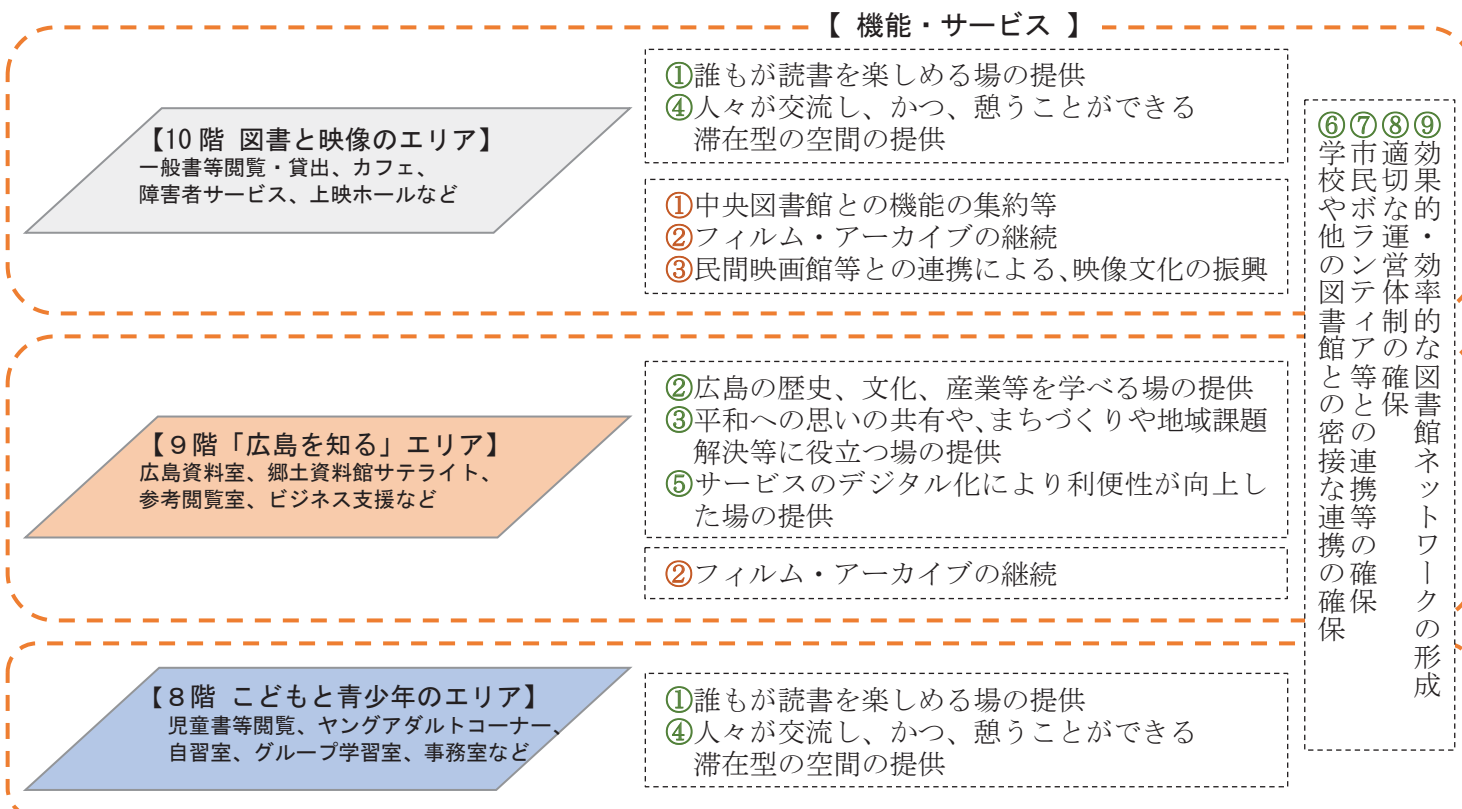 【 機能・サービス 】
【10 階 図書と映像のエリア】
一般書等閲覧・貸出、カフェ、
障害者サービス、上映ホールなど
①誰もが読書を楽しめる場の提供
④人々が交流し、かつ、憩うことができる
滞在型の空間の提供
①中央図書館との機能の集約等
②フィルム・アーカイブの継続
③民間映画館等との連携による、映像文化の振興
【９階「広島を知る」エリア】
広島資料室、郷土資料館サテライト、
参考閲覧室、ビジネス支援など
②広島の歴史、文化、産業等を学べる場の提供
③平和への思いの共有や、まちづくりや地域課題
解決等に役立つ場の提供
⑤サービスのデジタル化により利便性が向上し
た場の提供
②フィルム・アーカイブの継続
【８階 こどもと青少年のエリア】
児童書等閲覧、ヤングアダルトコーナー、
自習室、グループ学習室、事務室など
①誰もが読書を楽しめる場の提供
④人々が交流し、かつ、憩うことができる
滞在型の空間の提供
⑥学校や他の図書館との密接な連携の確保
⑦市民ボランティア等との連携等の確保
⑧適切な運営体制の確保
⑨効果的・効率的な図書館ネットワークの形成